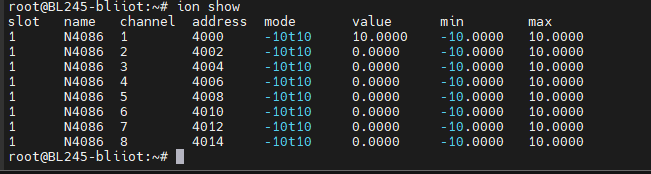 root@BL245-bliiot:~# ion show
slot name channel address mode value min max
1 N4086 1 4000 -10t10 10.0000 -10.0000 10.0000
1 N4086 2 4002 -10t10 0.0000 -10.0000 10.0000
1 N4086 3 4004 -10t10 0.0000 -10.0000 10.0000
1 N4086 4 4006 -10t10 0.0000 -10.0000 10.0000
1 N4086 5 4008 -10t10 0.0000 -10.0000 10.0000
1 N4086 6 4010 -10t10 0.0000 -10.0000 10.0000
1 N4086 7 4012 -10t10 0.0000 -10.0000 10.0000
1 N4086 8 4014 -10t10 0.0000 -10.0000 10.0000
root@BL245-bliiot:~#